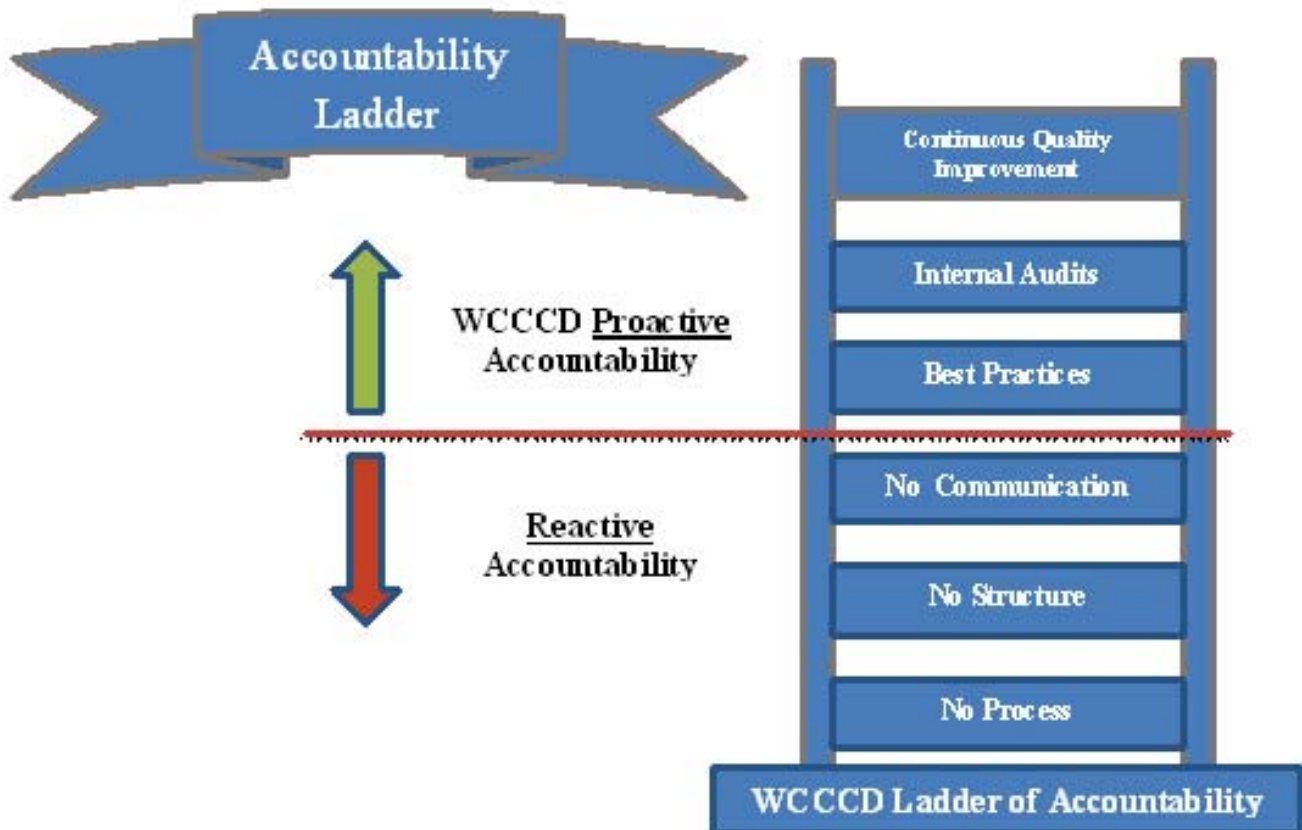 Accountability
Ladder
Continuous Quality
Improvement
Internal Audits
WCCCD Proactive
Accountability
Best Practices
No Communication
Reactive
Accountability
No Structure
No Process
WCCCD Ladder of Accountability